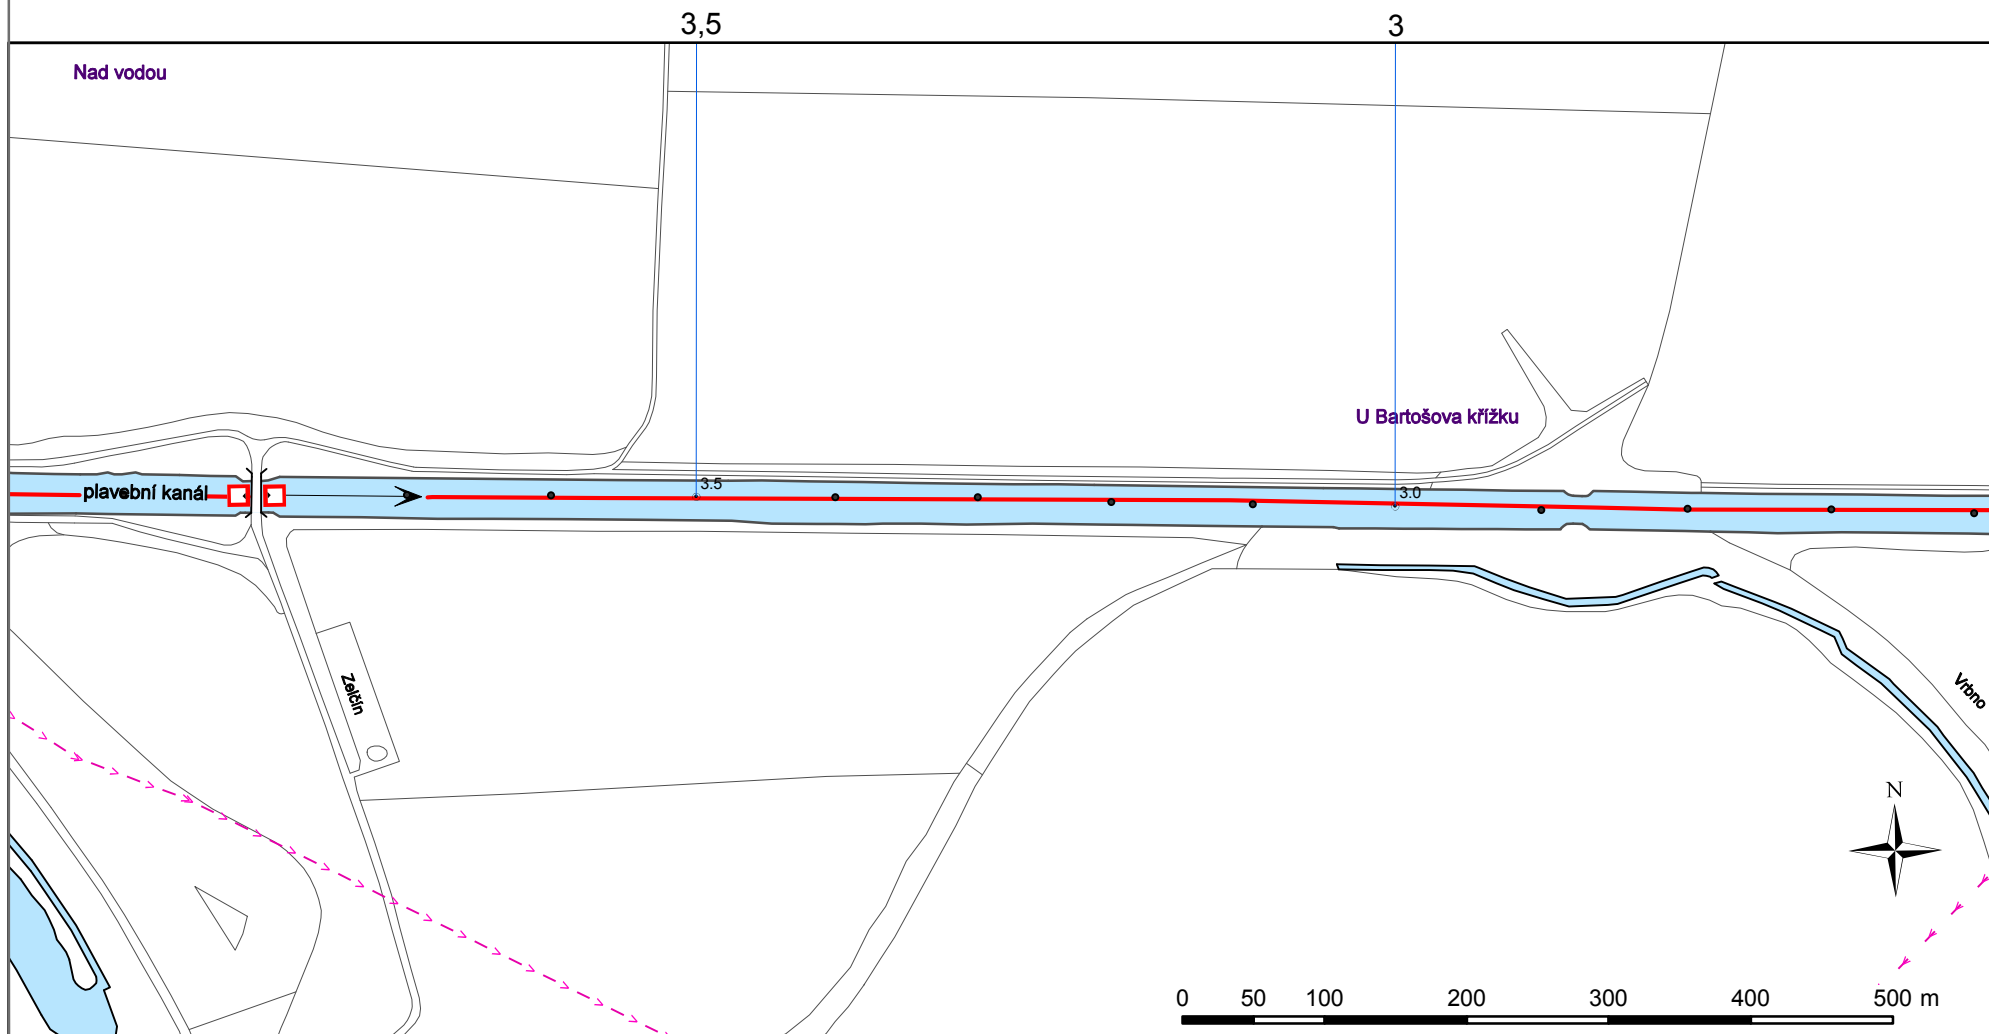 3,5
3
Nad vodou
U Bartošova křížku
3.5
3.0
plavební kanál
Zelčín
Vrbno
N
0 50 100 200 300 400 500 m